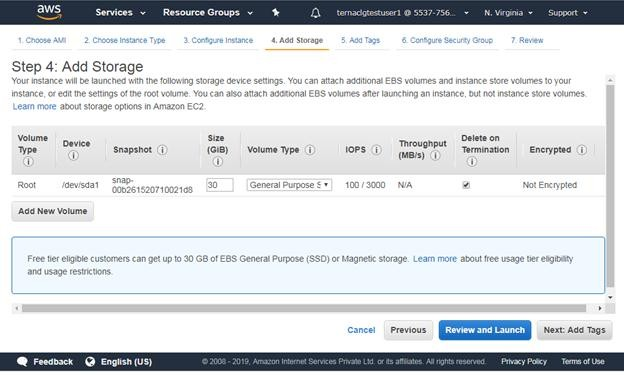 aws Services Resource Groups ternaclgtestuser1 @ 5537-756... N. Virginia Support
1. Choose AMI 2. Choose Instance Type 3. Configure Instance 4. Add Storage 5. Add Tags 6. Configure Security Group 7. Review
Step 4: Add Storage
Your instance will be launched with the following storage device settings. You can attach additional EBS volumes and instance store volumes to your
instance, or edit the settings of the root volume. You can also attach additional EBS volumes after launching an instance, but not instance store volumes.
Learn more about storage options in Amazon EC2.
Volume Type Device Snapshot Size (GiB) Volume Type IOPS Throughput (MB/s) Delete on Termination Encrypted
Root /dev/sda1 snap-00b261520710021d8 30 General Purpose S 100 / 3000 N/A Not Encrypted
Add New Volume
Free tier eligible customers can get up to 30 GB of EBS General Purpose (SSD) or Magnetic storage. Learn more about free usage tier eligibility
and usage restrictions.
Cancel Previous Review and Launch Next: Add Tags
Feedback English (US) © 2008 - 2019, Amazon Internet Services Private Ltd. or its affiliates. All rights reserved. Privacy Policy Terms of Use